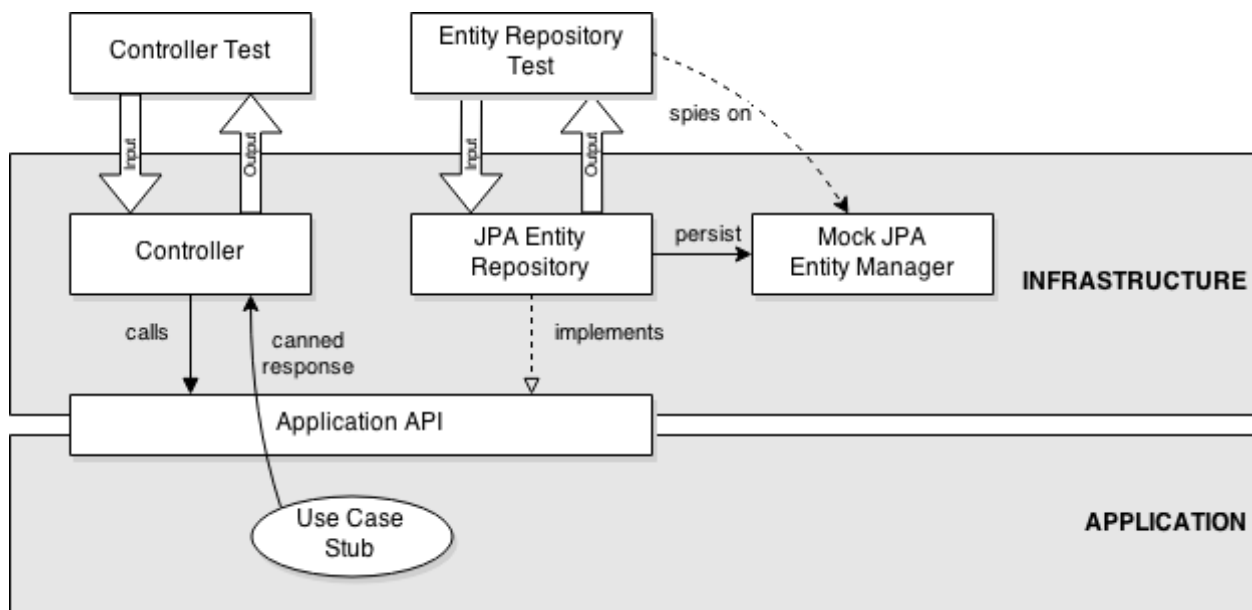 Controller Test
Entity Repository
Test
spies on
Input
Output
Input
Output
Controller
JPA Entity
Repository
persist
Mock JPA
Entity Manager
INFRASTRUCTURE
calls
canned
response
implements
Application API
Use Case
Stub
APPLICATION